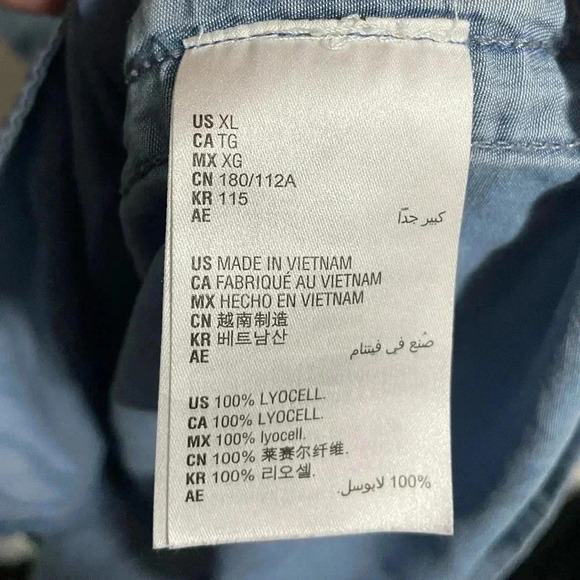 US XL
CA TG
MX XG
CN 180/112A
KR 115
AE كبير جدّا
US MADE IN VIETNAM
CA FABRIQUÉ AU VIETNAM
MX HECHO EN VIETNAM
CN 越南制造
KR 베트남산
AE صُنع في فيتنام
US 100% LYOCELL.
CA 100% LYOCELL.
MX 100% lyocell.
CN 100% 莱赛尔纤维.
KR 100% 리오셀.
AE 100% لايوسل.